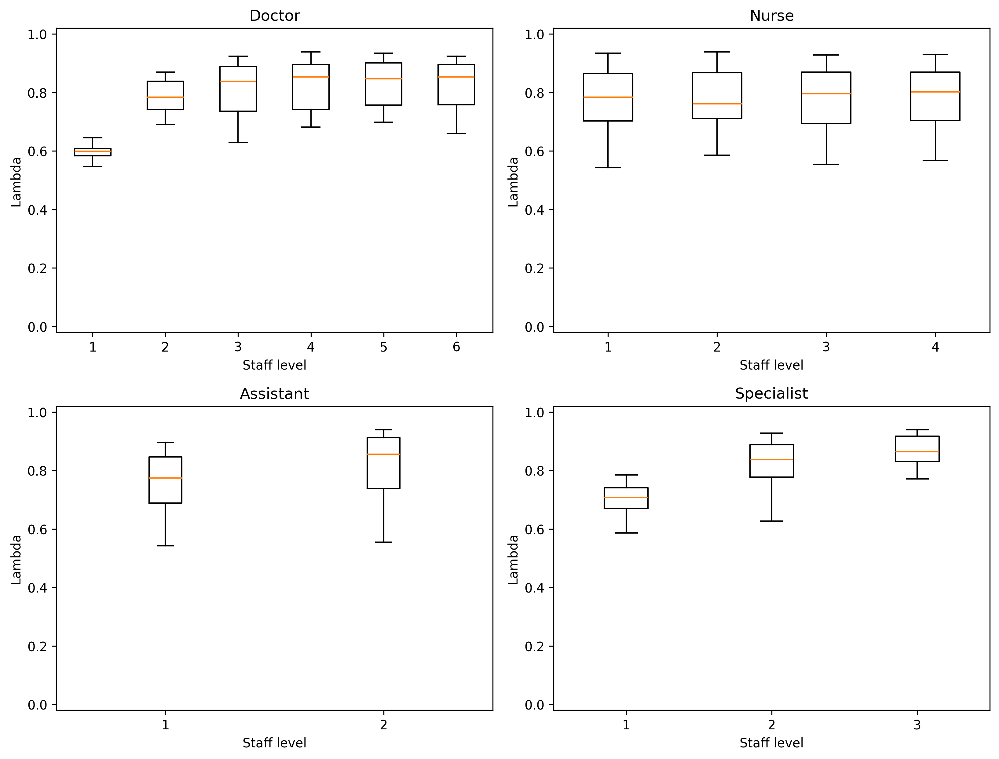 Doctor
1.0
0.8
0.6
0.4
0.2
0.0
Lambda
1 2 3 4 5 6
Staff level
Nurse
1.0
0.8
0.6
0.4
0.2
0.0
Lambda
1 2 3 4
Staff level
Assistant
1.0
0.8
0.6
0.4
0.2
0.0
Lambda
1 2
Staff level
Specialist
1.0
0.8
0.6
0.4
0.2
0.0
Lambda
1 2 3
Staff level